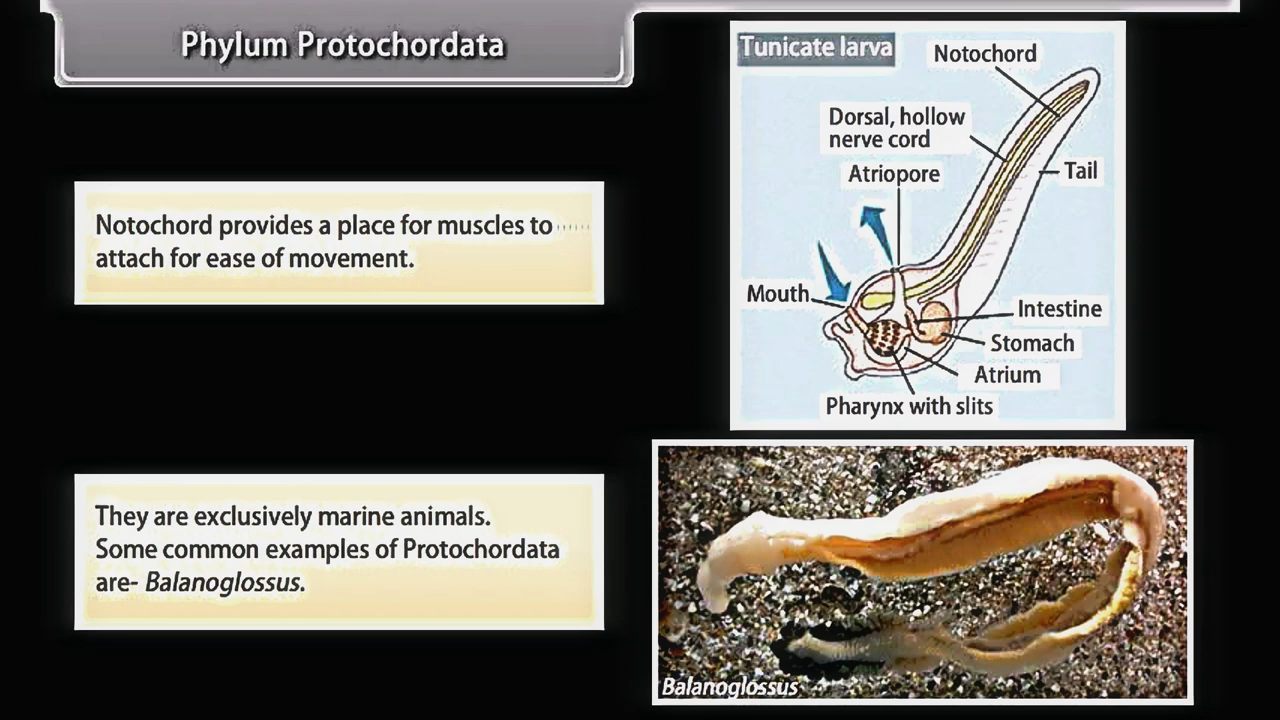 Phylum Protochordata
Notochord provides a place for muscles to
attach for ease of movement.
They are exclusively marine animals.
Some common examples of Protochordata
are- Balanoglossus.
Tunicate larva
Notochord
Dorsal, hollow
nerve cord
Atriopore
Tail
Mouth
Intestine
Stomach
Atrium
Pharynx with slits
Balanoglossus